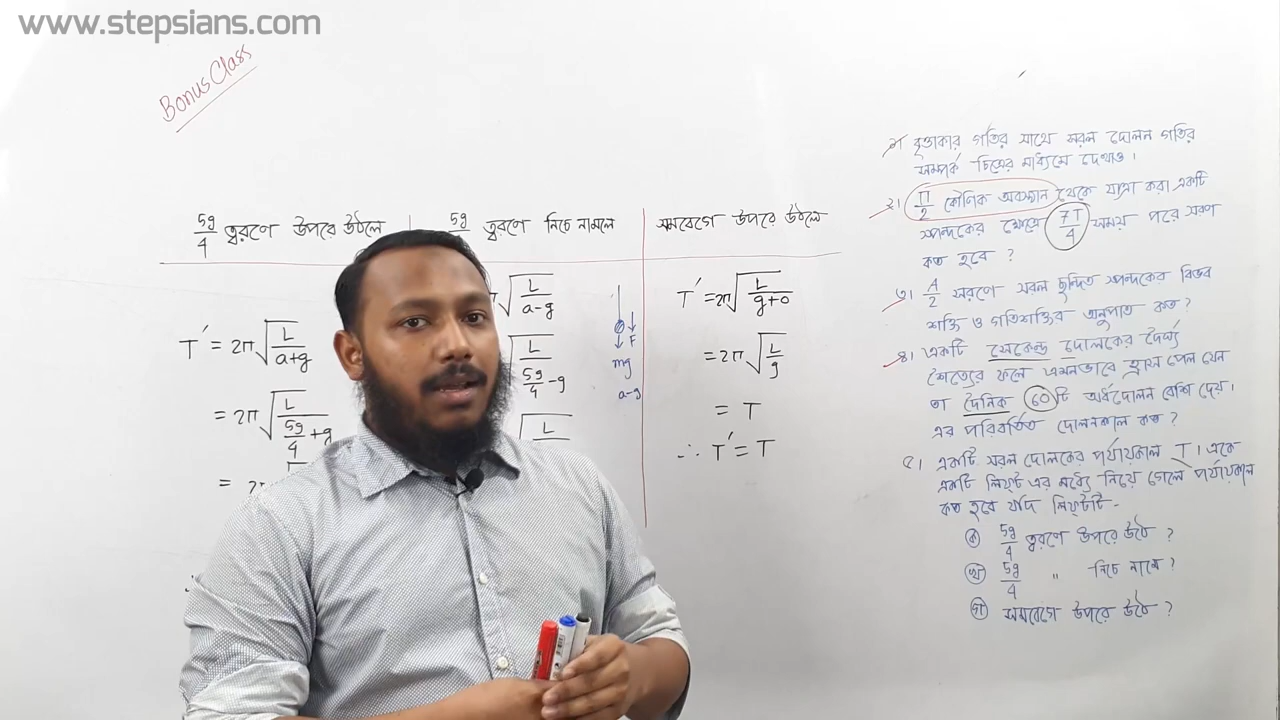 www.stepsians.com
Bonus Class
5g/4 ত্বরণে উপরে উঠলে
5g/4 ত্বরণে নিচে নামলে
সমবেগে উপরে উঠলে
T' = 2π√(L/(a+g))
= 2π√(L/(5g/4+g))
= 2
π√(L/(a-g))
L/(5g/4-g)
L
F
mg
a-g
T' = 2π√(L/(g+0))
= 2π√(L/g)
= T
∴ T' = T
১। বৃত্তাকার গতির সাথে সরল দোলন গতির
সম্পর্ক চিত্রের মাধ্যমে দেখাও।
২। π/2 কৌণিক অবস্থান থেকে যাত্রা করা একটি
স্পন্দকের ক্ষেত্রে 7T/4 সময় পরে সরণ
কত হবে ?
৩। A/2 সরণে সরল ছন্দিত স্পন্দকের বিভব
শক্তি ও গতিশক্তির অনুপাত কত?
৪। একটি সেকেন্ড দোলকের দৈর্ঘ্য
শৈত্যের ফলে এমনভাবে হ্রাস পেল যেন
তা দৈনিক 60টি অর্ধদোলন বেশি দেয়।
এর পরিবর্তিত দোলনকাল কত ?
৫। একটি সরল দোলকের পর্যায়কাল T। একে
একটি লিফ্ট এর মধ্যে নিয়ে গেলে পর্যায়কাল
কত হবে যদি লিফ্টটি-
ক 5g/4 ত্বরণে উপরে উঠে ?
খ 5g/4 " নিচে নামে ?
গ সমবেগে উপরে উঠে ?